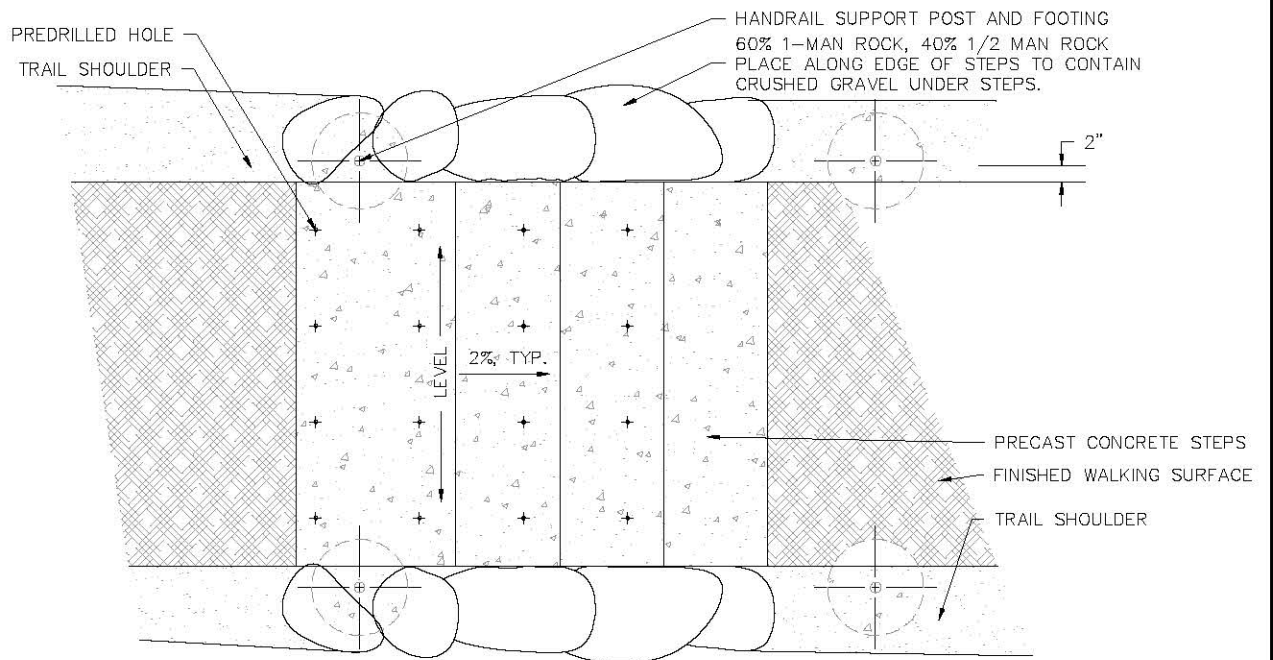 HANDRAIL SUPPORT POST AND FOOTING
60% 1-MAN ROCK, 40% 1/2 MAN ROCK
PLACE ALONG EDGE OF STEPS TO CONTAIN
CRUSHED GRAVEL UNDER STEPS.
PREDRILLED HOLE
TRAIL SHOULDER
2"
LEVEL
2%, TYP.
PRECAST CONCRETE STEPS
FINISHED WALKING SURFACE
TRAIL SHOULDER